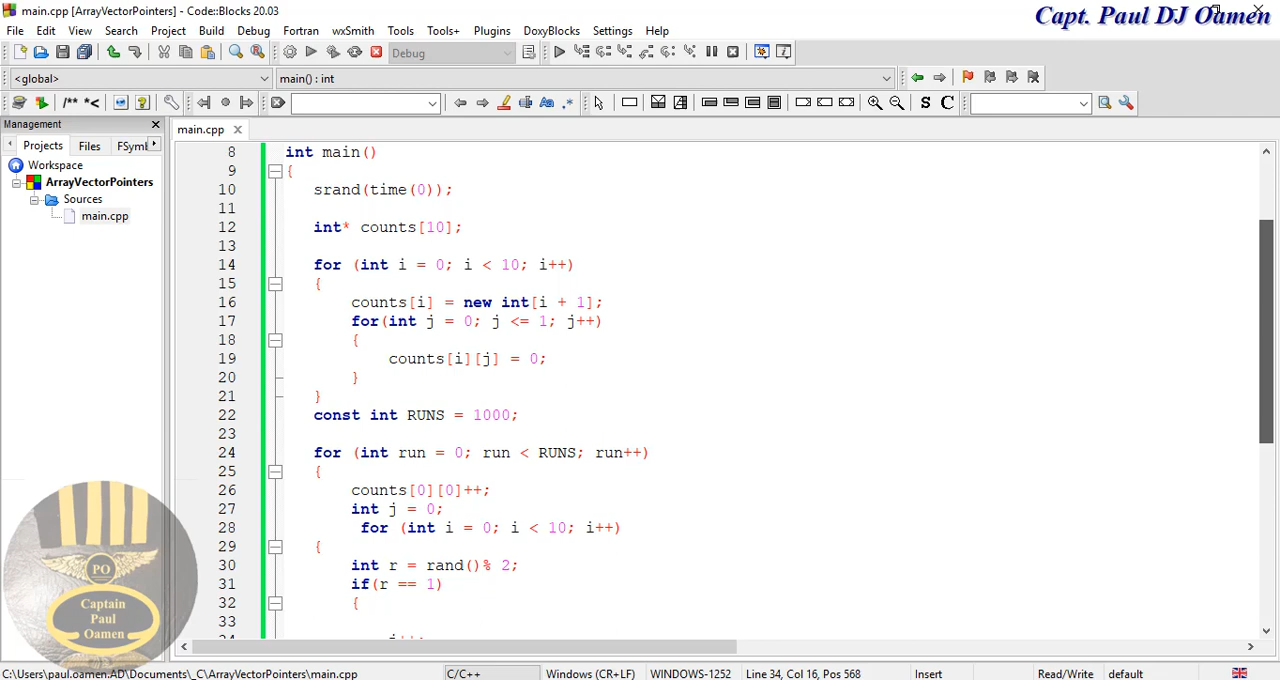 main.cpp [ArrayVectorPointers] - Code::Blocks 20.03
Capt. Paul DJ Oamen
File Edit View Search Project Build Debug Fortran wxSmith Tools Tools+ Plugins DoxyBlocks Settings Help
Debug
<global> main() : int
/** *< S C
Management
main.cpp
Projects Files FSymb
Workspace
ArrayVectorPointers
Sources
main.cpp
8 int main()
9 {
10 srand(time(0));
11
12 int* counts[10];
13
14 for (int i = 0; i < 10; i++)
15 {
16 counts[i] = new int[i + 1];
17 for(int j = 0; j <= 1; j++)
18 {
19 counts[i][j] = 0;
20 }
21 }
22 const int RUNS = 1000;
23
24 for (int run = 0; run < RUNS; run++)
25 {
26 counts[0][0]++;
27 int j = 0;
28 for (int i = 0; i < 10; i++)
29 {
30 int r = rand()% 2;
31 if(r == 1)
32 {
33
34 j++;
PO
Captain
Paul
Oamen
C:\Users\paul.oamen.AD\Documents\_C\ArrayVectorPointers\main.cpp C/C++ Windows (CR+LF) WINDOWS-1252 Line 34, Col 16, Pos 568 Insert Read/Write default